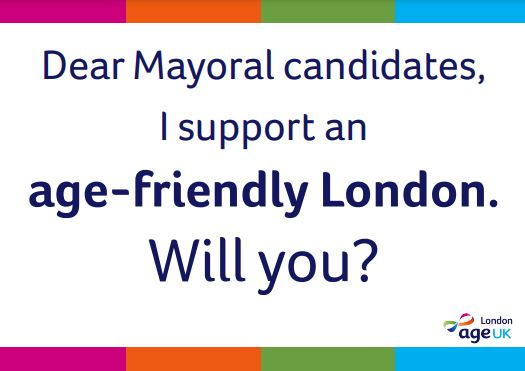 Dear Mayoral candidates,
I support an
age-friendly London.
Will you?
London
age UK